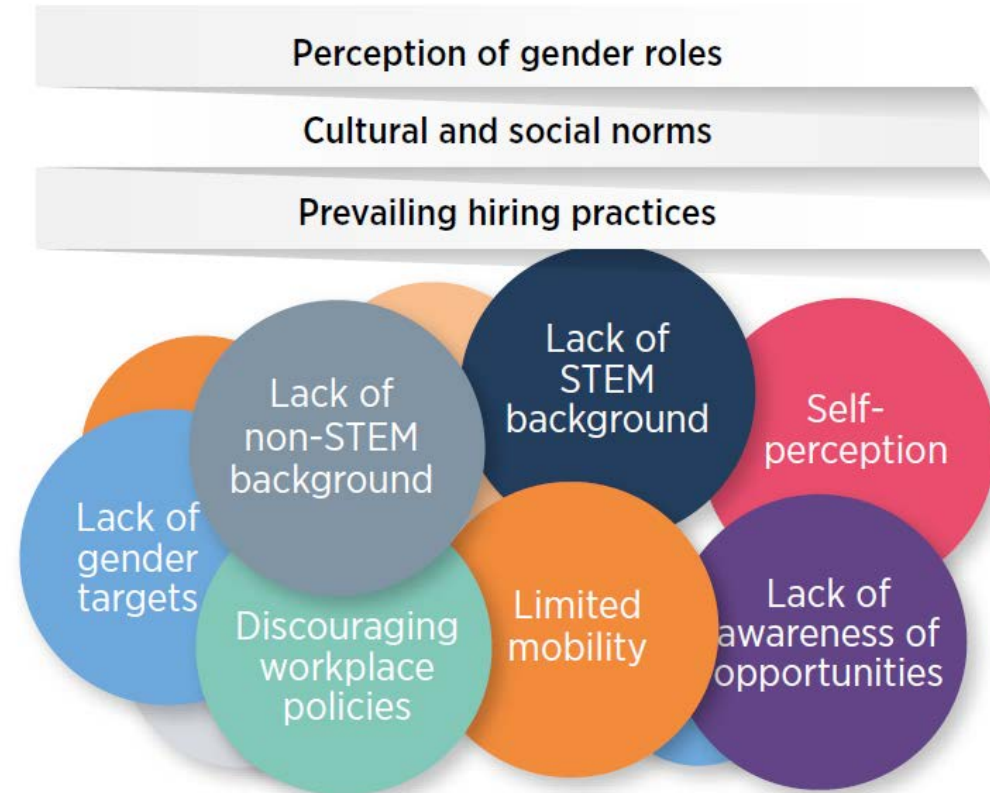 Perception of gender roles
Cultural and social norms
Prevailing hiring practices
Lack of
non-STEM
background
Lack of
STEM
background
Self-
perception
Lack of
gender
targets
Discouraging
workplace
policies
Limited
mobility
Lack of
awareness of
opportunities